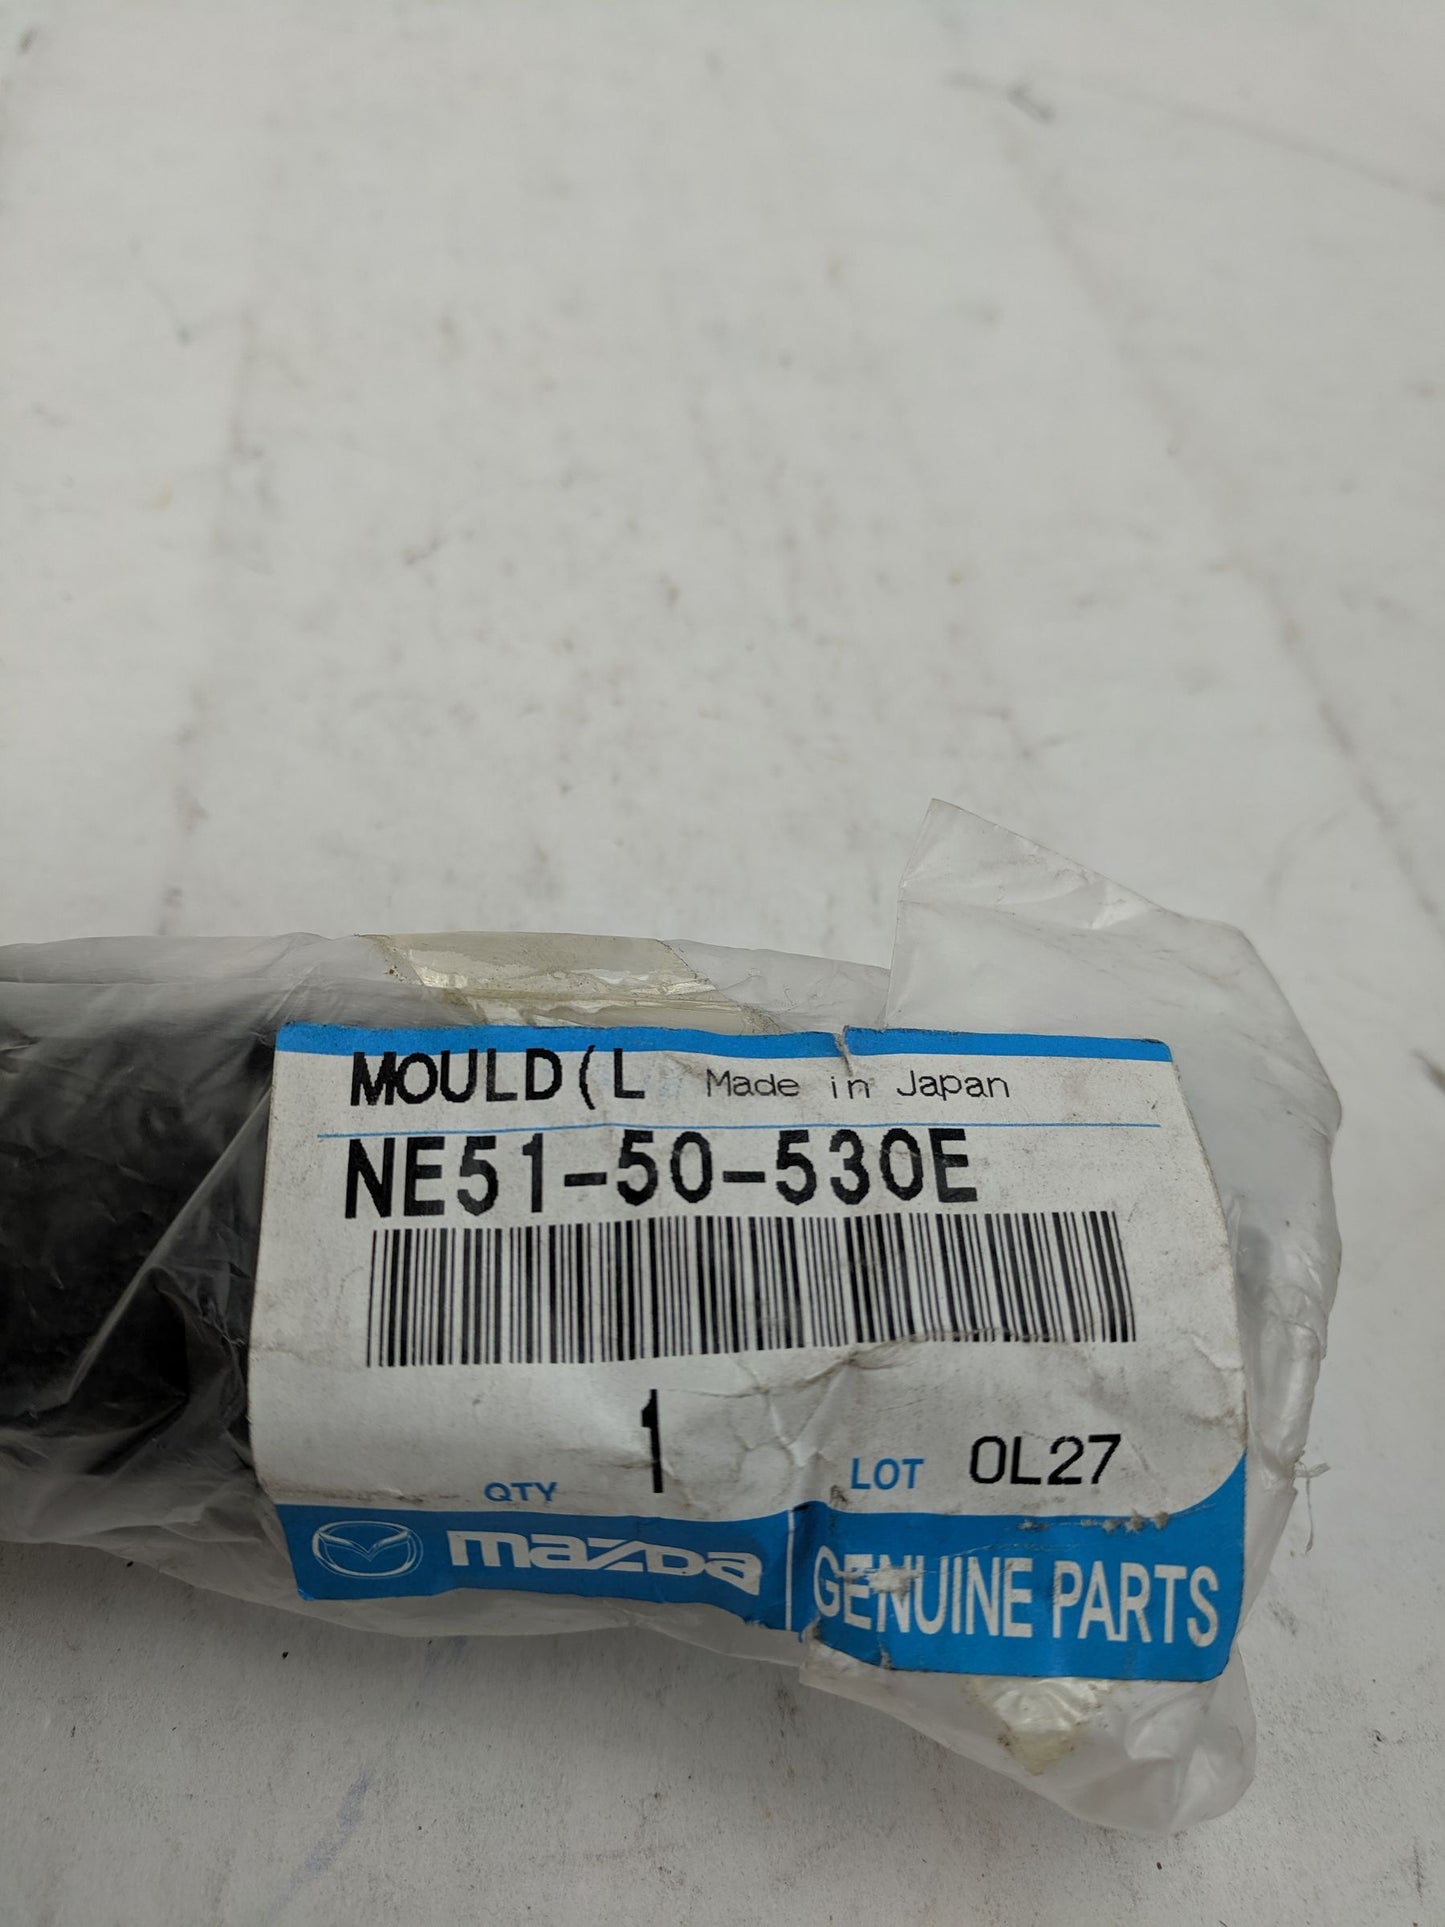 MOULD(L Made in Japan
NE51-50-530E
1
QTY LOT 0L27
mazda GENUINE PARTS